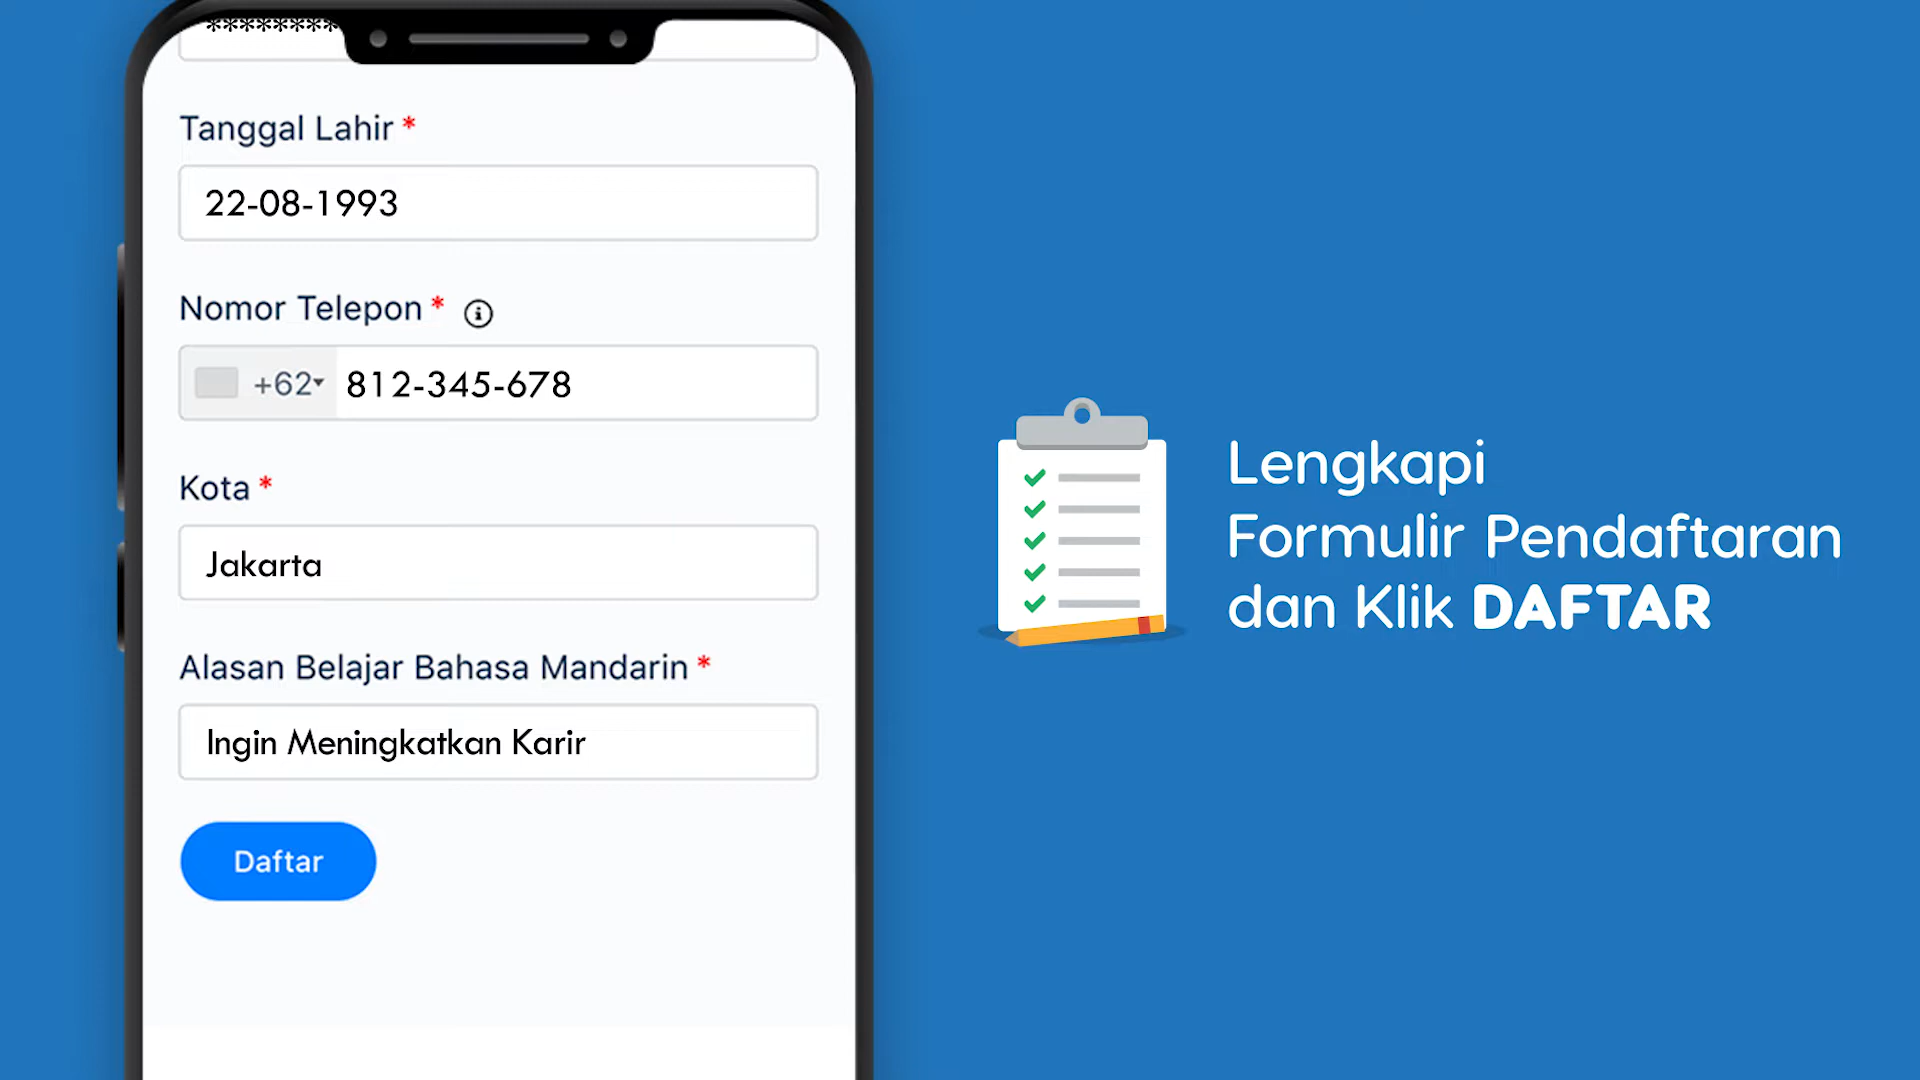 ********
Tanggal Lahir *
22-08-1993
Nomor Telepon *
+62 812-345-678
Kota *
Jakarta
Alasan Belajar Bahasa Mandarin *
Ingin Meningkatkan Karir
Daftar
Lengkapi
Formulir Pendaftaran
dan Klik DAFTAR